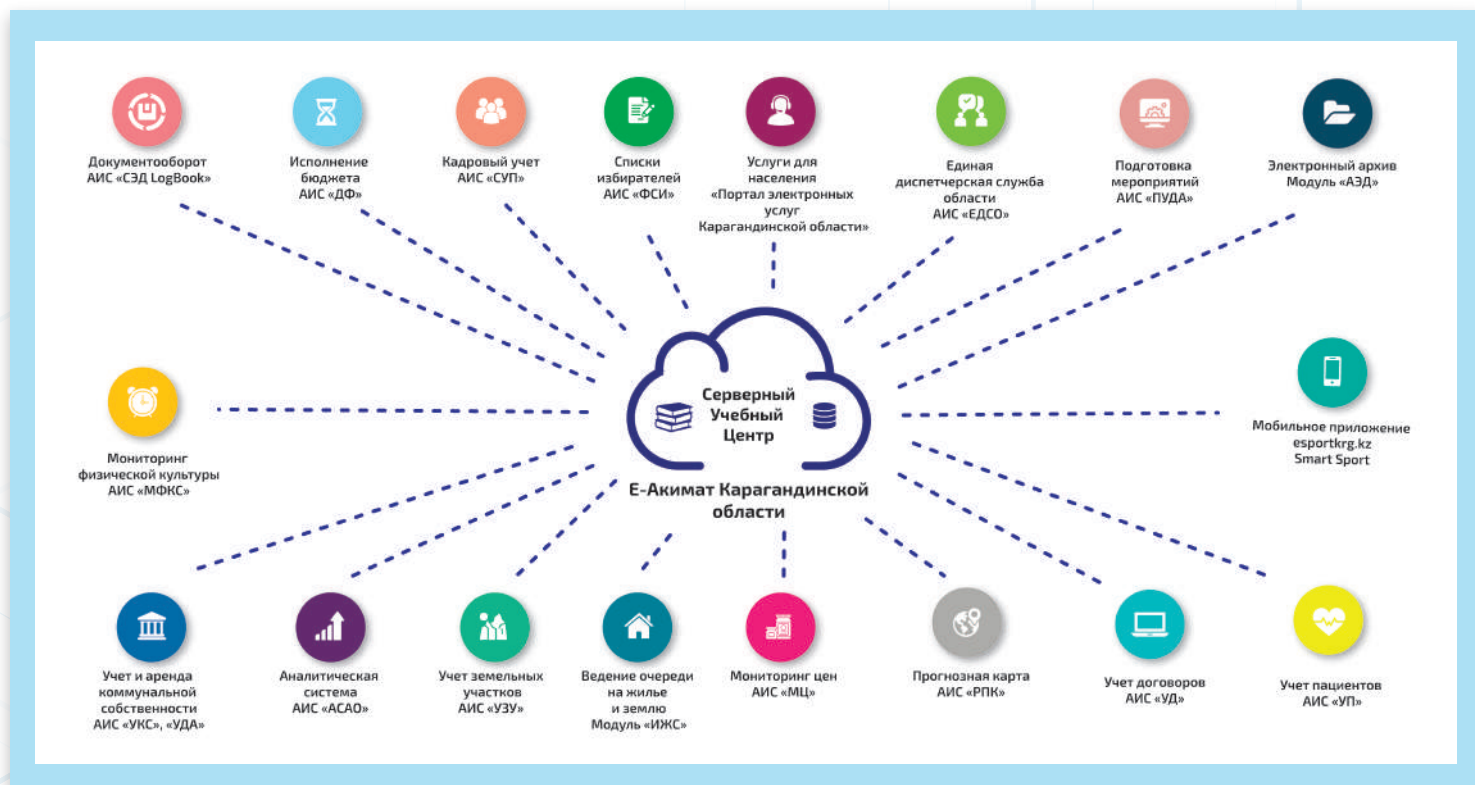 Документооборот
АИС «СЭД LogBook»
Исполнение
бюджета
АИС «ДФ»
Кадровый учет
АИС «СУП»
Списки
избирателей
АИС «ФСИ»
Услуги для
населения
«Портал электронных
услуг
Карагандинской области»
Единая
диспетчерская служба
области
АИС «ЕДСО»
Подготовка
мероприятий
АИС «ПУДА»
Электронный архив
Модуль «АЭД»
Мониторинг
физической культуры
АИС «МФКС»
Серверный
Учебный
Центр
Е-Акимат Карагандинской
области
Мобильное приложение
esportkrg.kz
Smart Sport
Учет и аренда
коммунальной
собственности
АИС «УКС», «УДА»
Аналитическая
система
АИС «АСАО»
Учет земельных
участков
АИС «УЗУ»
Ведение очереди
на жилье
и землю
Модуль «ИЖС»
Мониторинг цен
АИС «МЦ»
Прогнозная карта
АИС «РПК»
Учет договоров
АИС «УД»
Учет пациентов
АИС «УП»